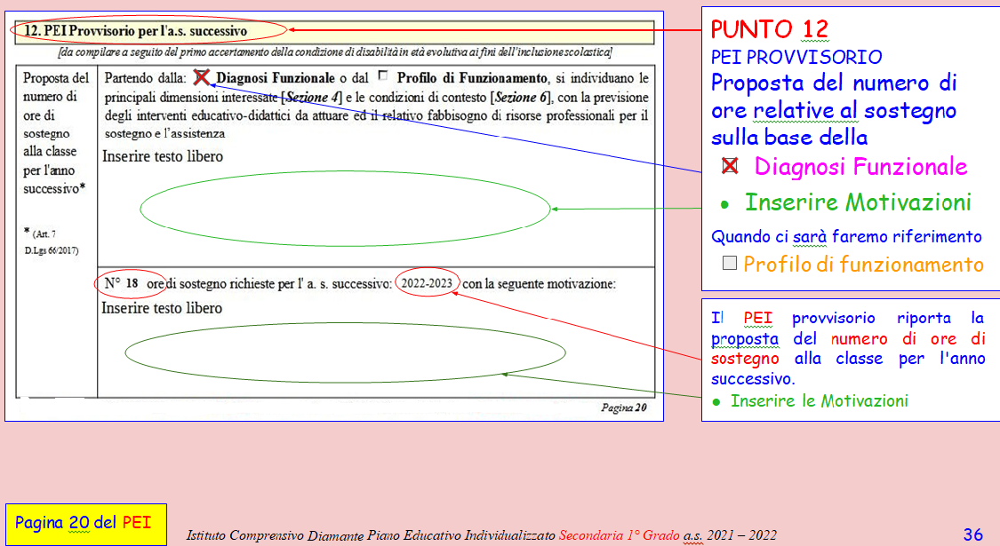 12. PEI Provvisorio per l'a.s. successivo
[da compilare a seguito del primo accertamento della condizione di disabilità in età evolutiva ai fini dell'inclusione scolastica]
Proposta del
numero di
ore di
sostegno
alla classe
per l'anno
successivo*
* (Art. 7
D.Lgs 66/2017)
Partendo dalla: Diagnosi Funzionale o dal Profilo di Funzionamento, si individuano le
principali dimensioni interessate [Sezione 4] e le condizioni di contesto [Sezione 6], con la previsione
degli interventi educativo-didattici da attuare ed il relativo fabbisogno di risorse professionali per il
sostegno e l'assistenza
Inserire testo libero
N° 18 ore di sostegno richieste per l' a. s. successivo: 2022-2023 con la seguente motivazione:
Inserire testo libero
Pagina 20
PUNTO 12
PEI PROVVISORIO
Proposta del numero di
ore relative al sostegno
sulla base della
Diagnosi Funzionale
• Inserire Motivazioni
Quando ci sarà faremo riferimento
Profilo di funzionamento
Il PEI provvisorio riporta la
proposta del numero di ore di
sostegno alla classe per l'anno
successivo.
• Inserire le Motivazioni
Pagina 20 del PEI
Istituto Comprensivo Diamante Piano Educativo Individualizzato Secondaria 1° Grado a.s. 2021 – 2022
36